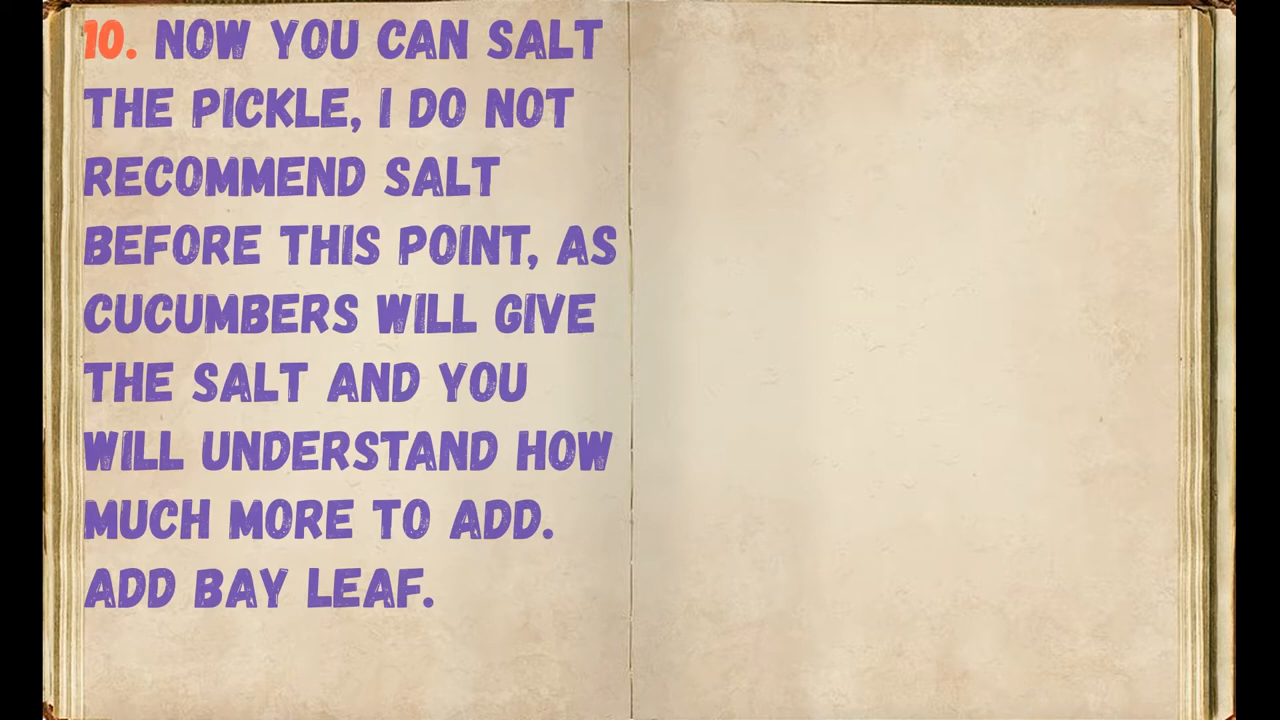 10. NOW YOU CAN SALT
THE PICKLE, I DO NOT
RECOMMEND SALT
BEFORE THIS POINT, AS
CUCUMBERS WILL GIVE
THE SALT AND YOU
WILL UNDERSTAND HOW
MUCH MORE TO ADD.
ADD BAY LEAF.